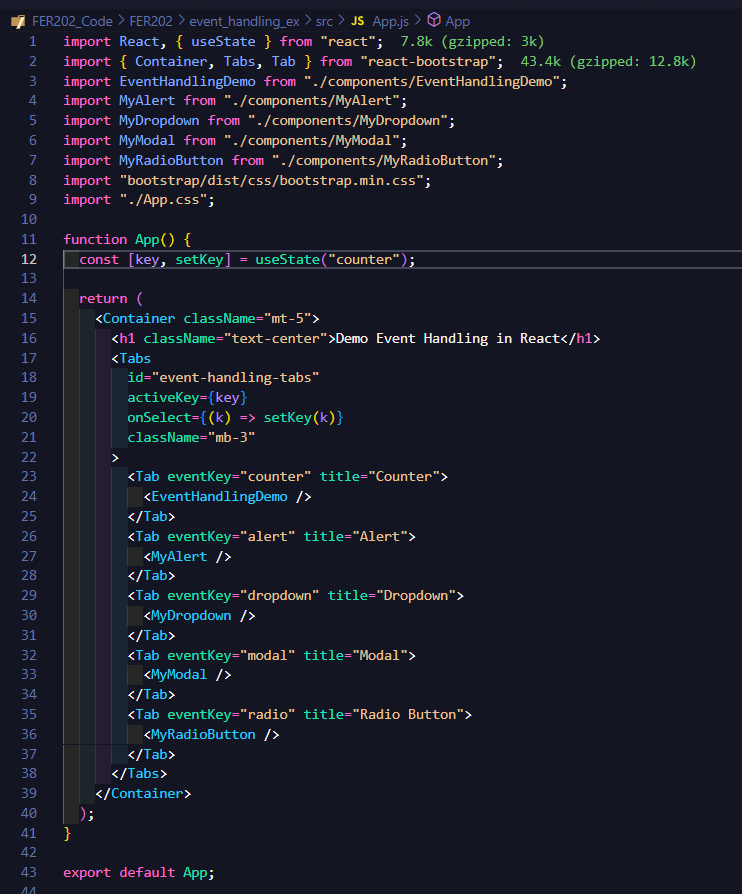 FER202_Code > FER202 > event_handling_ex > src > JS App.js > App
1 import React, { useState } from "react"; 7.8k (gzipped: 3k)
2 import { Container, Tabs, Tab } from "react-bootstrap"; 43.4k (gzipped: 12.8k)
3 import EventHandlingDemo from "./components/EventHandlingDemo";
4 import MyAlert from "./components/MyAlert";
5 import MyDropdown from "./components/MyDropdown";
6 import MyModal from "./components/MyModal";
7 import MyRadioButton from "./components/MyRadioButton";
8 import "bootstrap/dist/css/bootstrap.min.css";
9 import "./App.css";
10
11 function App() {
12   const [key, setKey] = useState("counter");
13
14   return (
15     <Container className="mt-5">
16       <h1 className="text-center">Demo Event Handling in React</h1>
17       <Tabs
18         id="event-handling-tabs"
19         activeKey={key}
20         onSelect={(k) => setKey(k)}
21         className="mb-3"
22       >
23         <Tab eventKey="counter" title="Counter">
24           <EventHandlingDemo />
25         </Tab>
26         <Tab eventKey="alert" title="Alert">
27           <MyAlert />
28         </Tab>
29         <Tab eventKey="dropdown" title="Dropdown">
30           <MyDropdown />
31         </Tab>
32         <Tab eventKey="modal" title="Modal">
33           <MyModal />
34         </Tab>
35         <Tab eventKey="radio" title="Radio Button">
36           <MyRadioButton />
37         </Tab>
38       </Tabs>
39     </Container>
40   );
41 }
42
43 export default App;
44